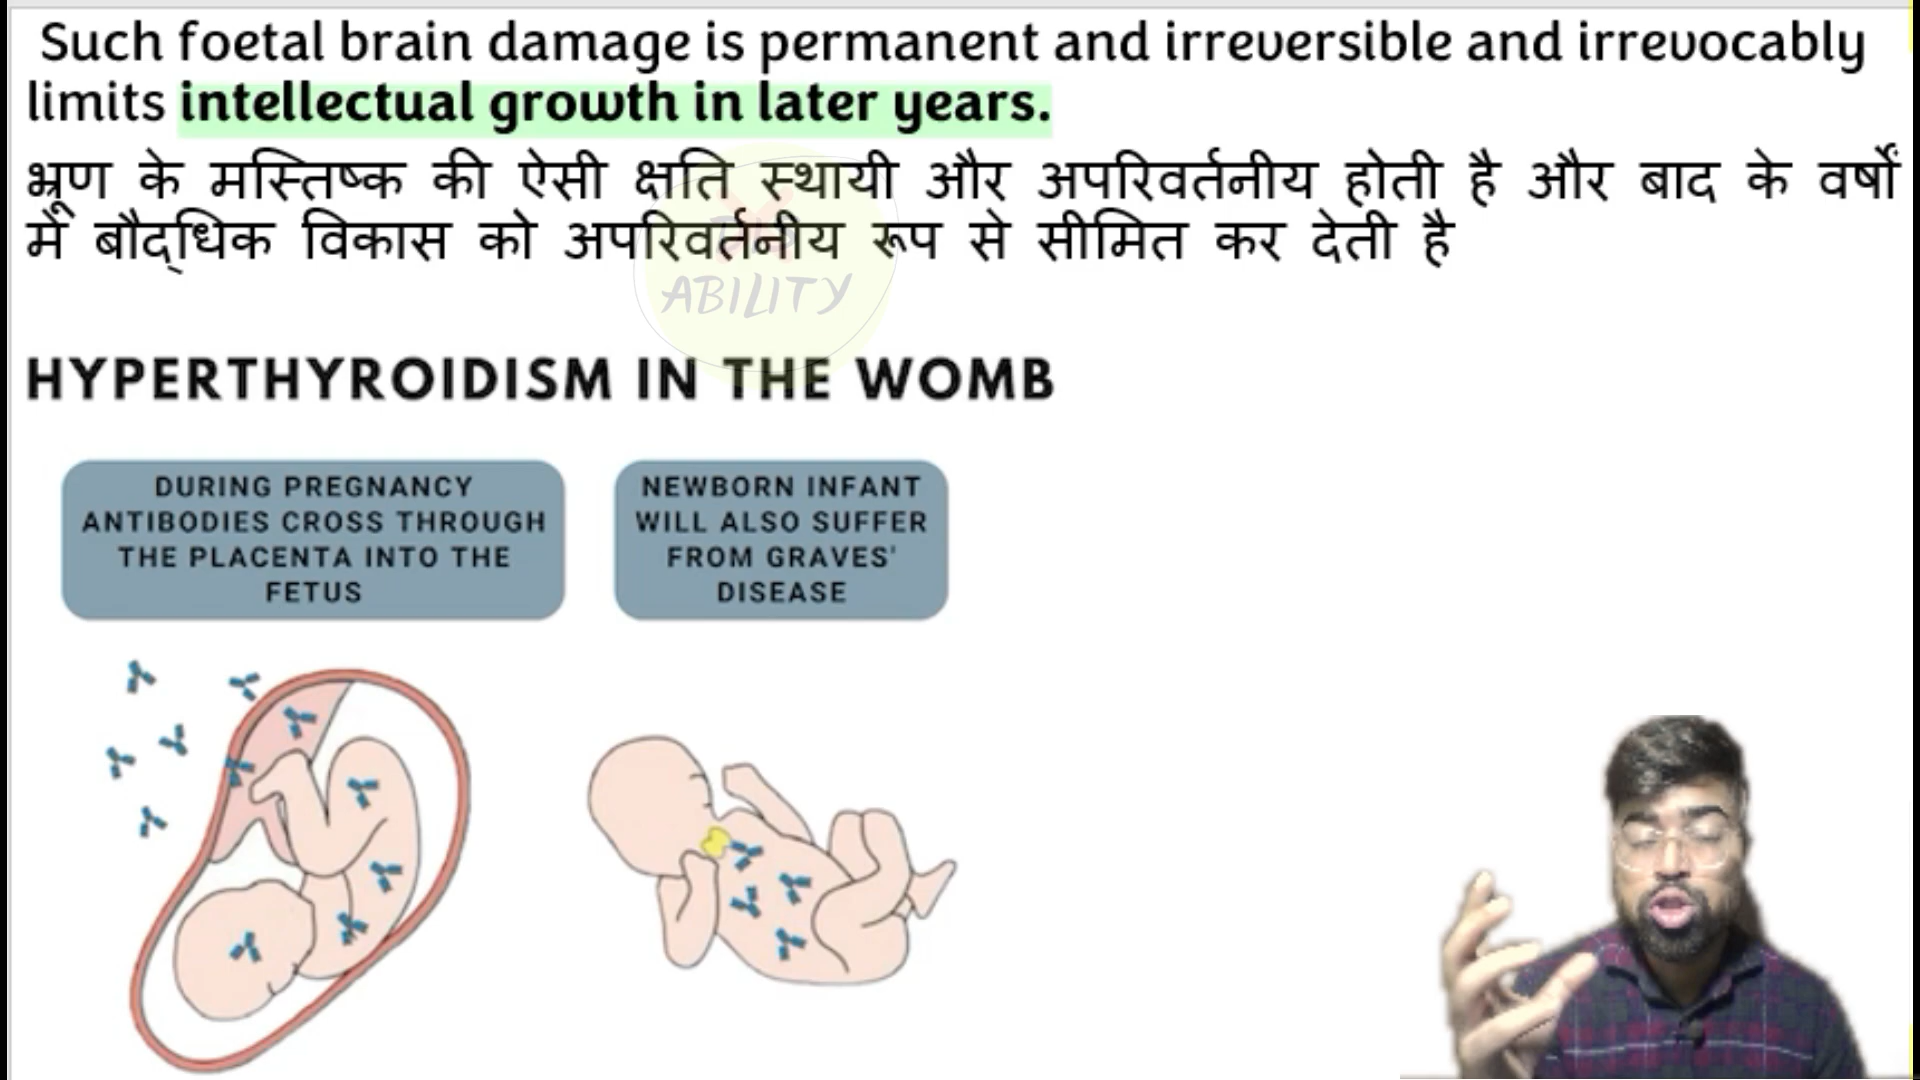 Such foetal brain damage is permanent and irreversible and irrevocably
limits intellectual growth in later years.
भ्रूण के मस्तिष्क की ऐसी क्षति स्थायी और अपरिवर्तनीय होती है और बाद के वर्षों
में बौद्धिक विकास को अपरिवर्तनीय रूप से सीमित कर देती है
ABILITY
HYPERTHYROIDISM IN THE WOMB
DURING PREGNANCY
ANTIBODIES CROSS THROUGH
THE PLACENTA INTO THE
FETUS
NEWBORN INFANT
WILL ALSO SUFFER
FROM GRAVES'
DISEASE